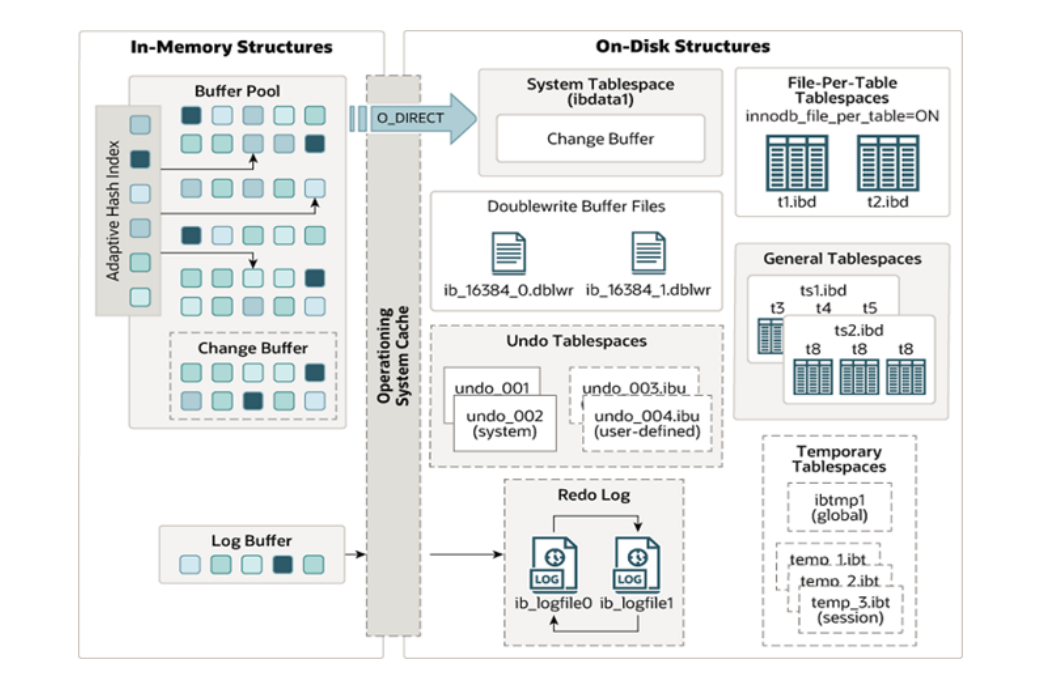 In-Memory Structures
Buffer Pool
Adaptive Hash Index
Change Buffer
Log Buffer
Operationing
System Cache
O_DIRECT
On-Disk Structures
System Tablespace
(ibdata1)
Change Buffer
Doublewrite Buffer Files
ib_16384_0.dblwr
ib_16384_1.dblwr
Undo Tablespaces
undo_001
undo_002
(system)
undo_003.ibu
undo_004.ibu
(user-defined)
Redo Log
LOG
LOG
ib_logfile0
ib_logfile1
File-Per-Table
Tablespaces
innodb_file_per_table=ON
t1.ibd
t2.ibd
General Tablespaces
ts1.ibd
t3 t4 t5
ts2.ibd
t8 t8 t8
Temporary
Tablespaces
ibtmp1
(global)
temp_1.ibt
temp_2.ibt
temp_3.ibt
(session)